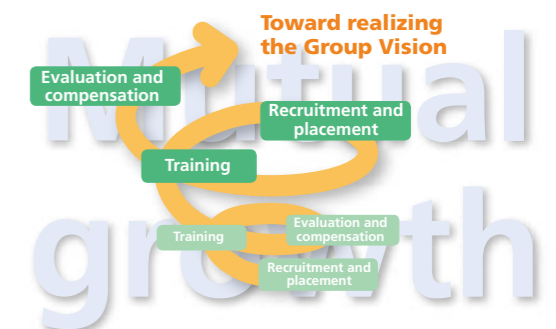 Toward realizing
the Group Vision
Mutual
Evaluation and
compensation
Recruitment and
placement
Training
growth
Training
Evaluation and
compensation
Recruitment and
placement